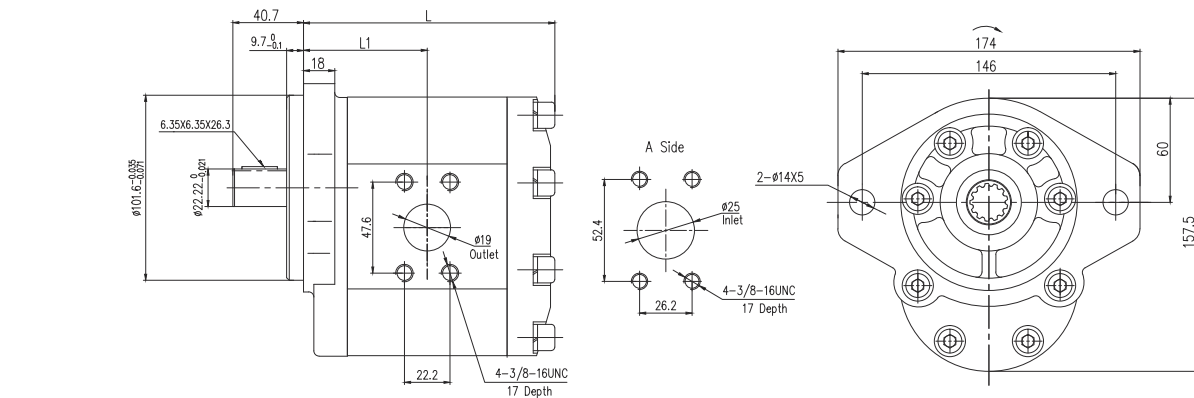 40.7
L
9.7 0 -0.1
L1
18
6.35X6.35X26.3
ø101.6 -0.035 -0.071
ø22.22 0 -0.021
47.6
ø19
Outlet
22.2
4-3/8-16UNC
17 Depth
A Side
52.4
ø25
Inlet
26.2
4-3/8-16UNC
17 Depth
174
146
2-ø14X5
60
157.5